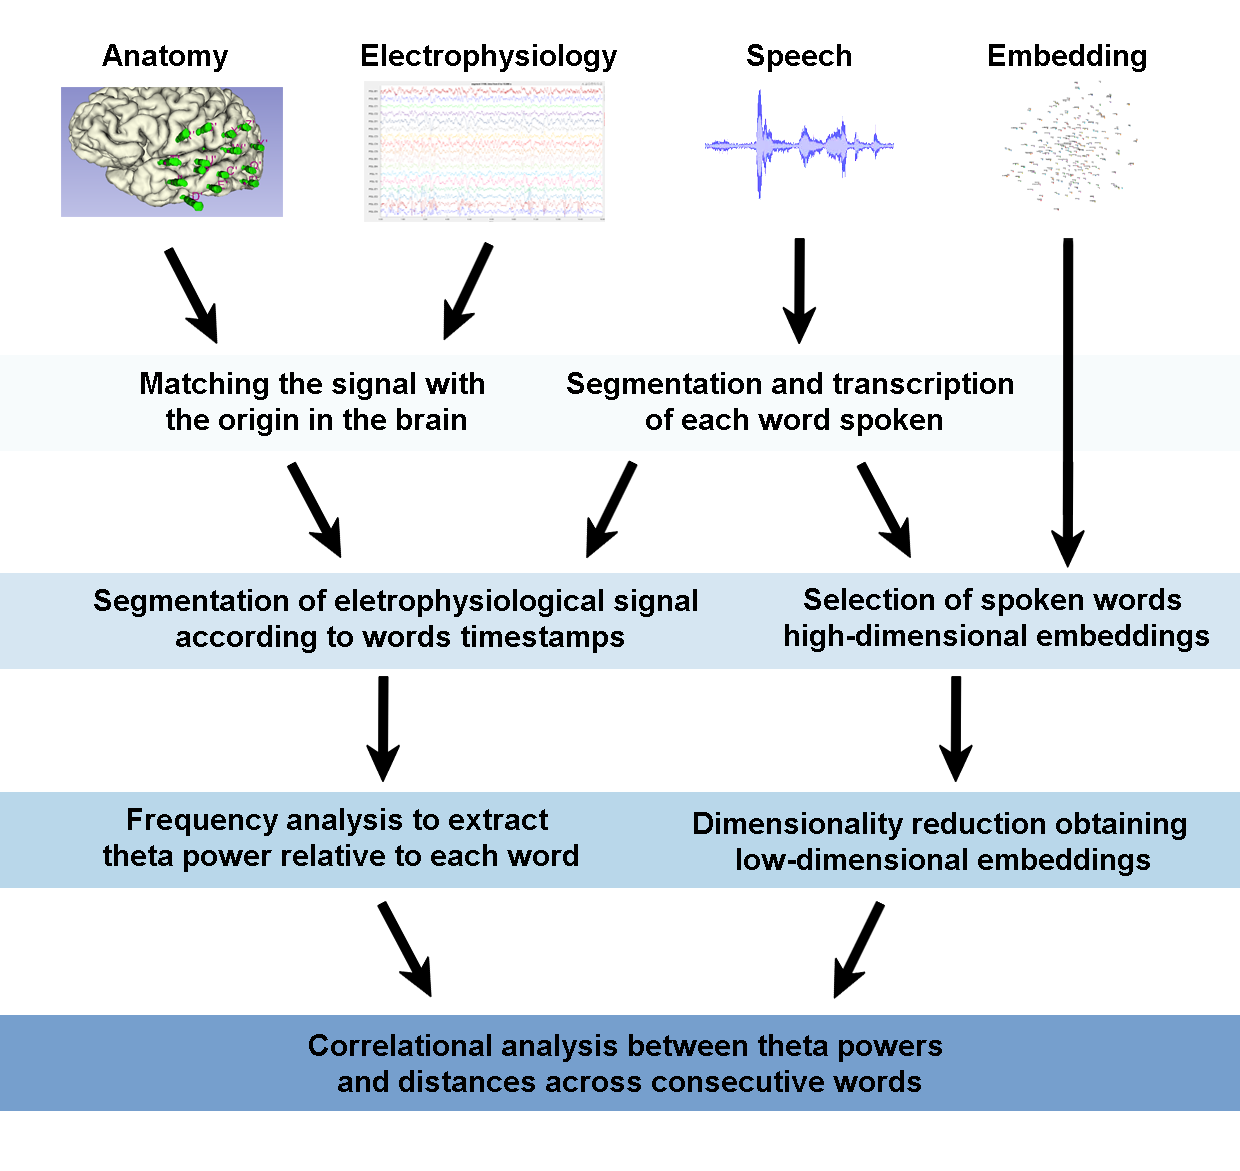 Anatomy
Electrophysiology
Speech
Embedding
Matching the signal with
the origin in the brain
Segmentation and transcription
of each word spoken
Segmentation of eletrophysiological signal
according to words timestamps
Selection of spoken words
high-dimensional embeddings
Frequency analysis to extract
theta power relative to each word
Dimensionality reduction obtaining
low-dimensional embeddings
Correlational analysis between theta powers
and distances across consecutive words